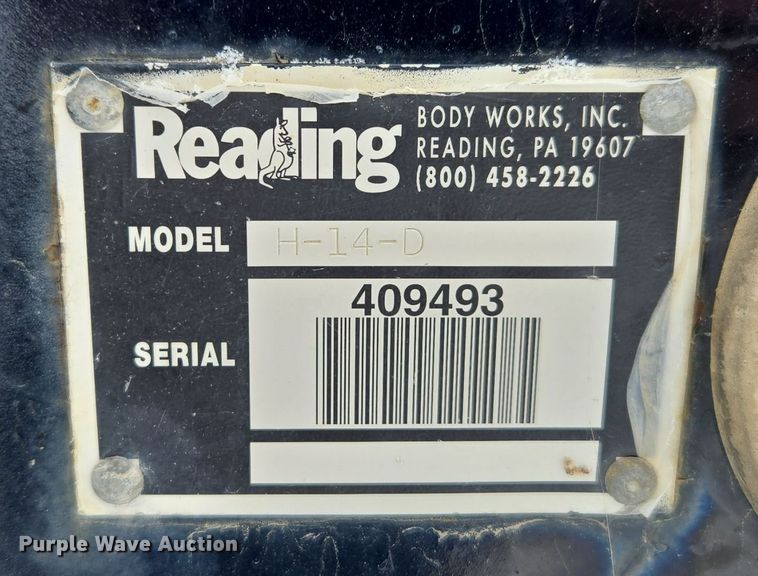 Reading
BODY WORKS, INC.
READING, PA 19607
(800) 458-2226
MODEL H-14-D
409493
SERIAL
Purple Wave Auction